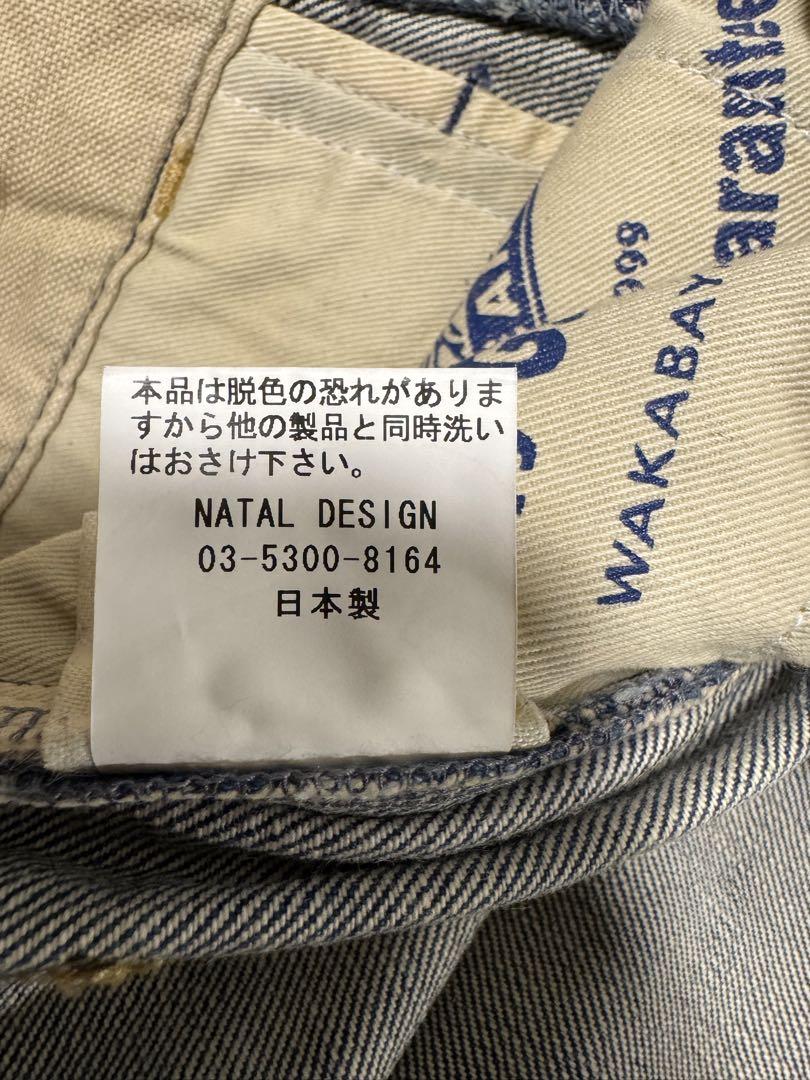 本品は脱色の恐れがありま
すから他の製品と同時洗い
はおさけ下さい。
NATAL DESIGN
03-5300-8164
日本製